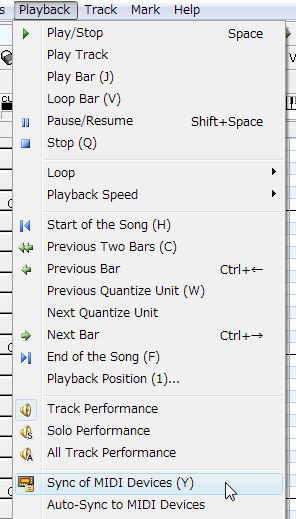 Playback Track Mark Help
Play/Stop Space
Play Track
Play Bar (J)
Loop Bar (V)
Pause/Resume Shift+Space
Stop (Q)
Loop
Playback Speed
Start of the Song (H)
Previous Two Bars (C)
Previous Bar Ctrl+←
Previous Quantize Unit (W)
Next Quantize Unit
Next Bar Ctrl+→
End of the Song (F)
Playback Position (1)...
Track Performance
Solo Performance
All Track Performance
Sync of MIDI Devices (Y)
Auto-Sync to MIDI Devices